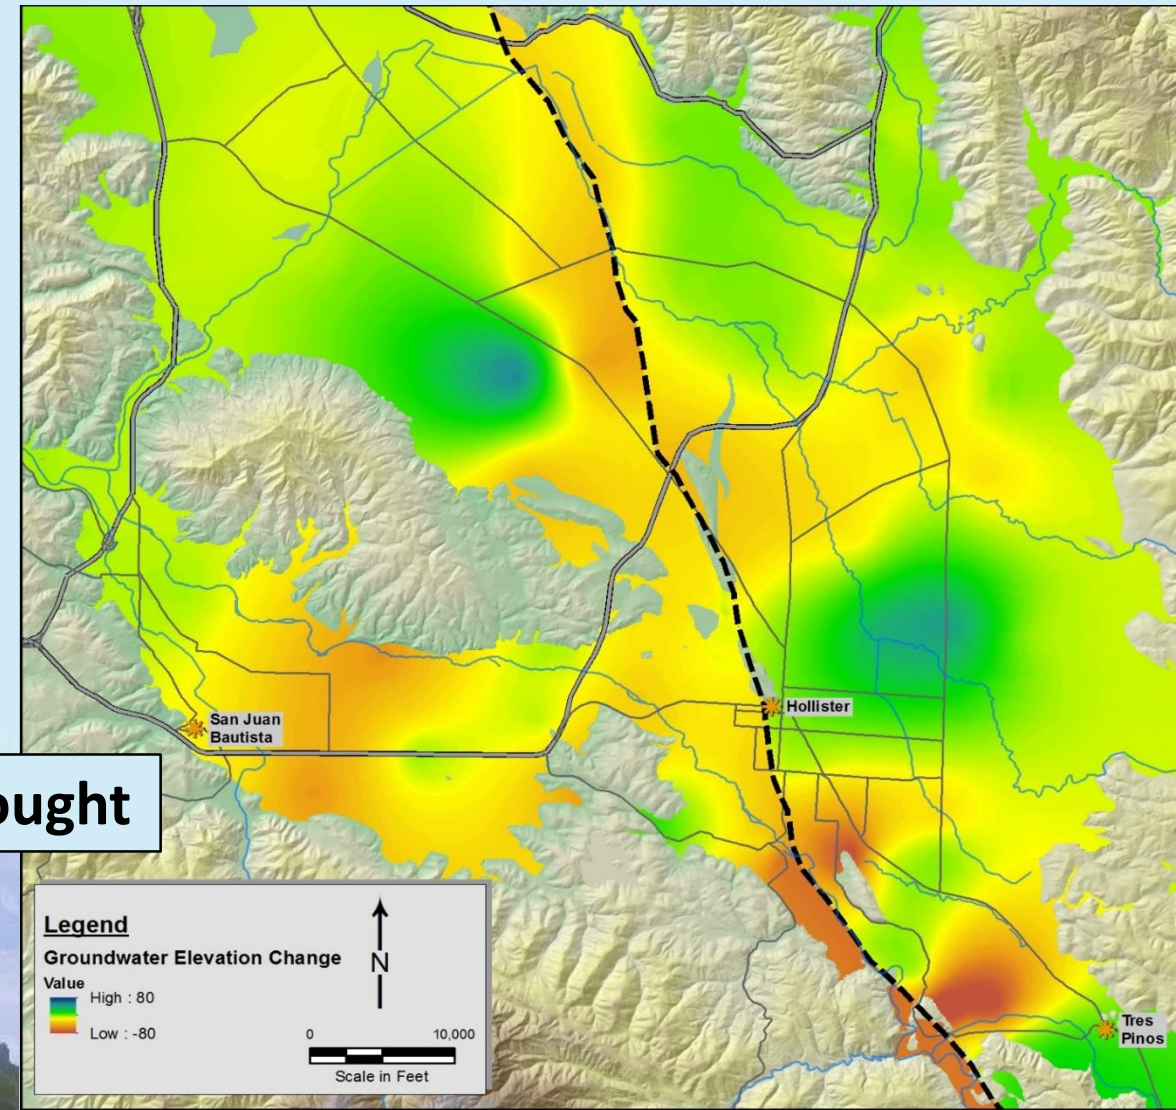 Hollister
San Juan
Bautista
Legend
Groundwater Elevation Change
Value
High : 80
Low : -80
N
0 10,000
Scale in Feet
Tres
Pinos